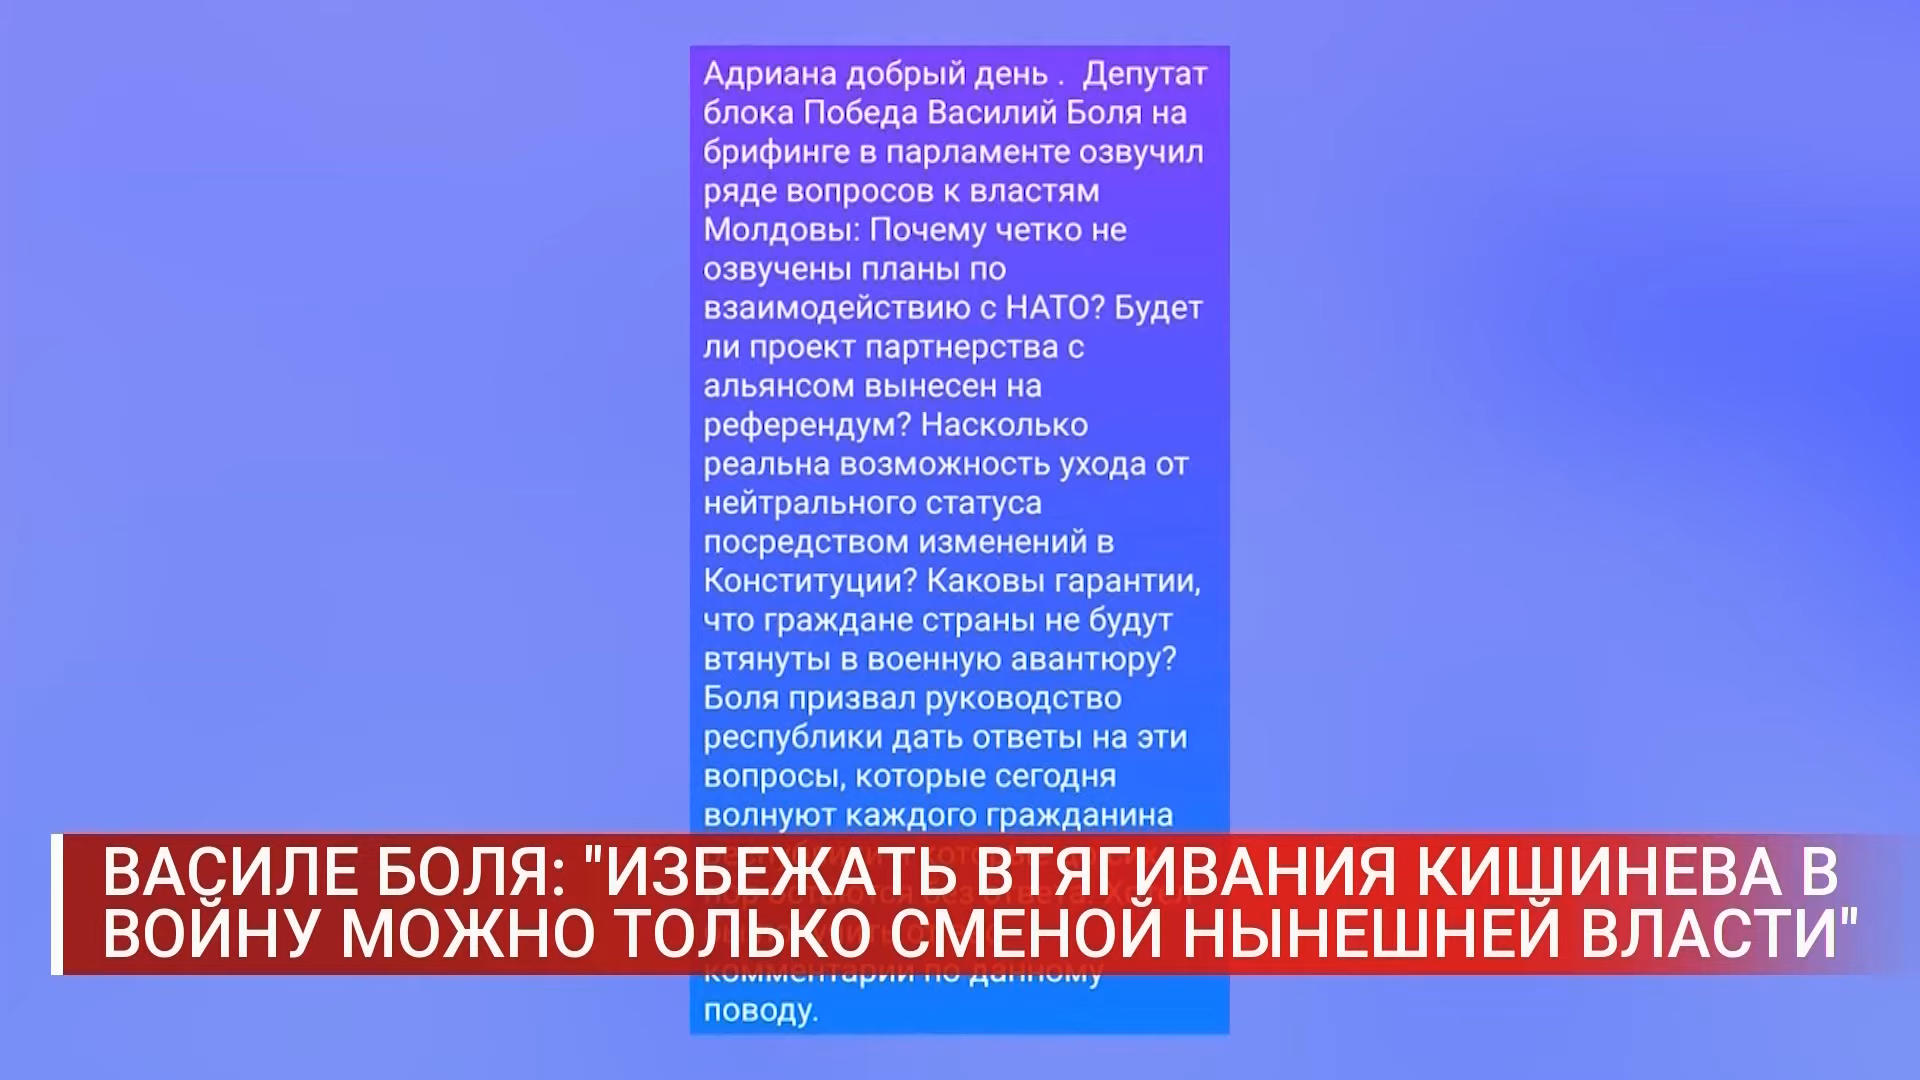 Адриана добрый день .  Депутат
блока Победа Василий Боля на
брифинге в парламенте озвучил
ряде вопросов к властям
Молдовы: Почему четко не
озвучены планы по
взаимодействию с НАТО? Будет
ли проект партнерства с
альянсом вынесен на
референдум? Насколько
реальна возможность ухода от
нейтрального статуса
посредством изменений в
Конституции? Каковы гарантии,
что граждане страны не будут
втянуты в военную авантюру?
Боля призвал руководство
республики дать ответы на эти
вопросы, которые сегодня
волнуют каждого гражданина
комментарии по данному
поводу.
ВАСИЛЕ БОЛЯ: "ИЗБЕЖАТЬ ВТЯГИВАНИЯ КИШИНЕВА В
ВОЙНУ МОЖНО ТОЛЬКО СМЕНОЙ НЫНЕШНЕЙ ВЛАСТИ"